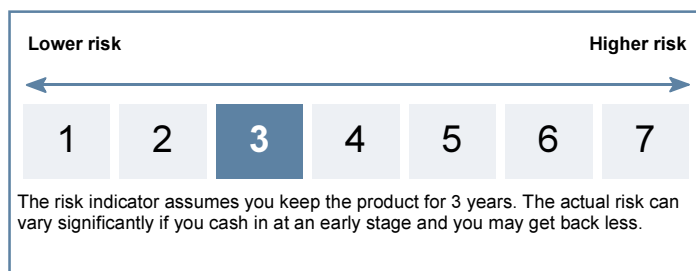 Lower risk Higher risk
1 2 3 4 5 6 7
The risk indicator assumes you keep the product for 3 years. The actual risk can
vary significantly if you cash in at an early stage and you may get back less.